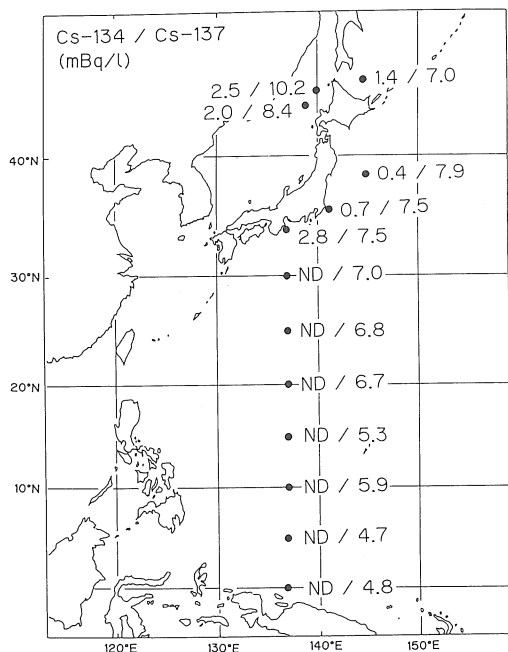 Cs-134 / Cs-137
(mBq/l)
2.5 / 10.2
1.4 / 7.0
2.0 / 8.4
40°N
0.4 / 7.9
0.7 / 7.5
2.8 / 7.5
30°N
ND / 7.0
ND / 6.8
20°N
ND / 6.7
ND / 5.3
10°N
ND / 5.9
ND / 4.7
ND / 4.8
120°E
130°E
140°E
150°E